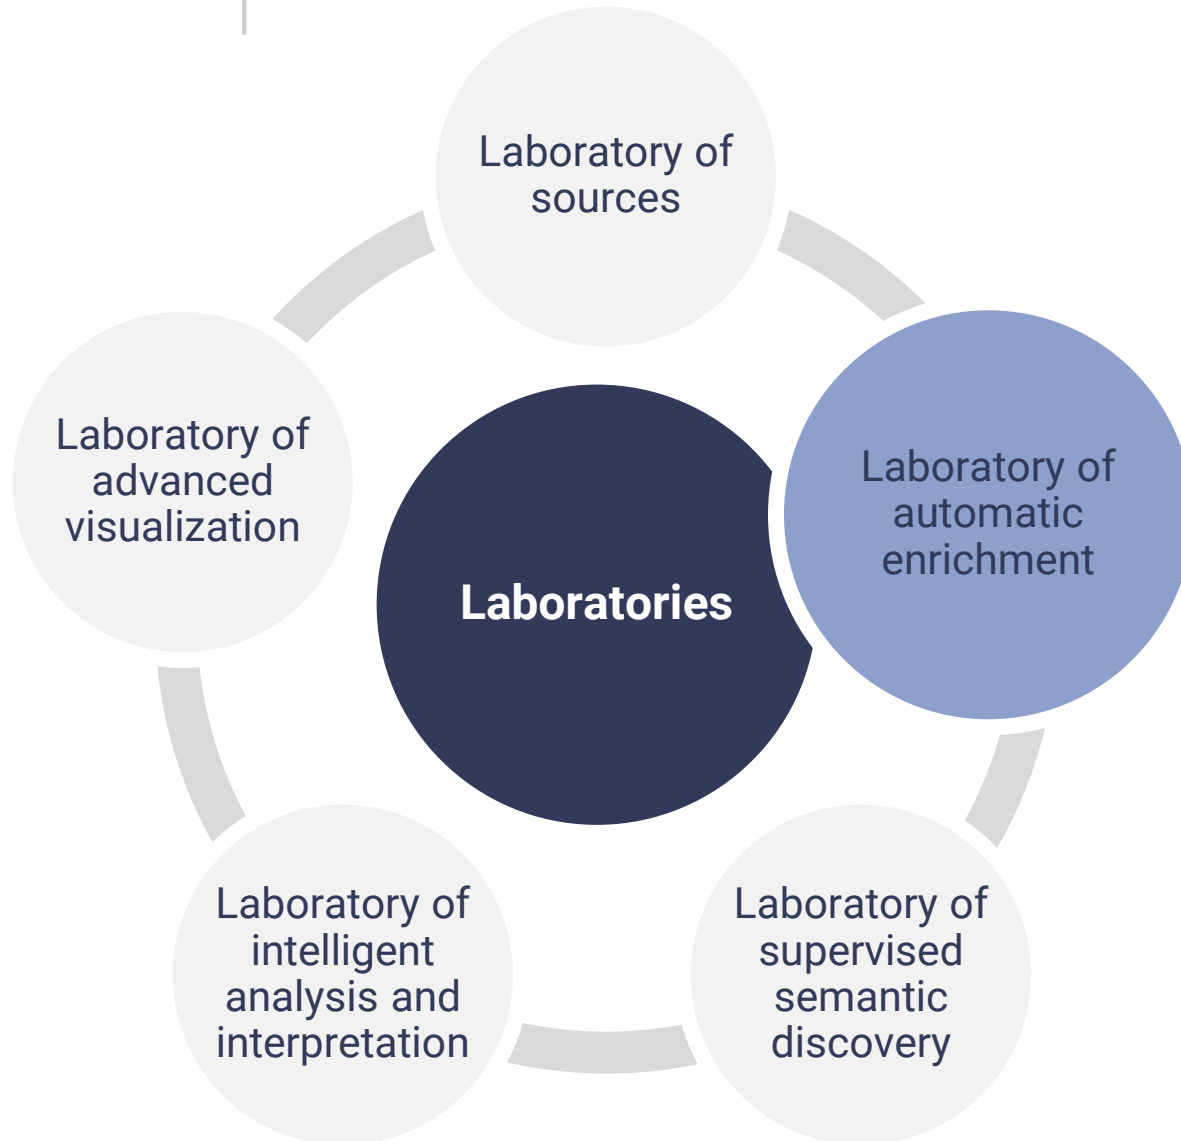 Laboratory of
sources
Laboratory of
advanced
visualization
Laboratory of
automatic
enrichment
Laboratories
Laboratory of
intelligent
analysis and
interpretation
Laboratory of
supervised
semantic
discovery